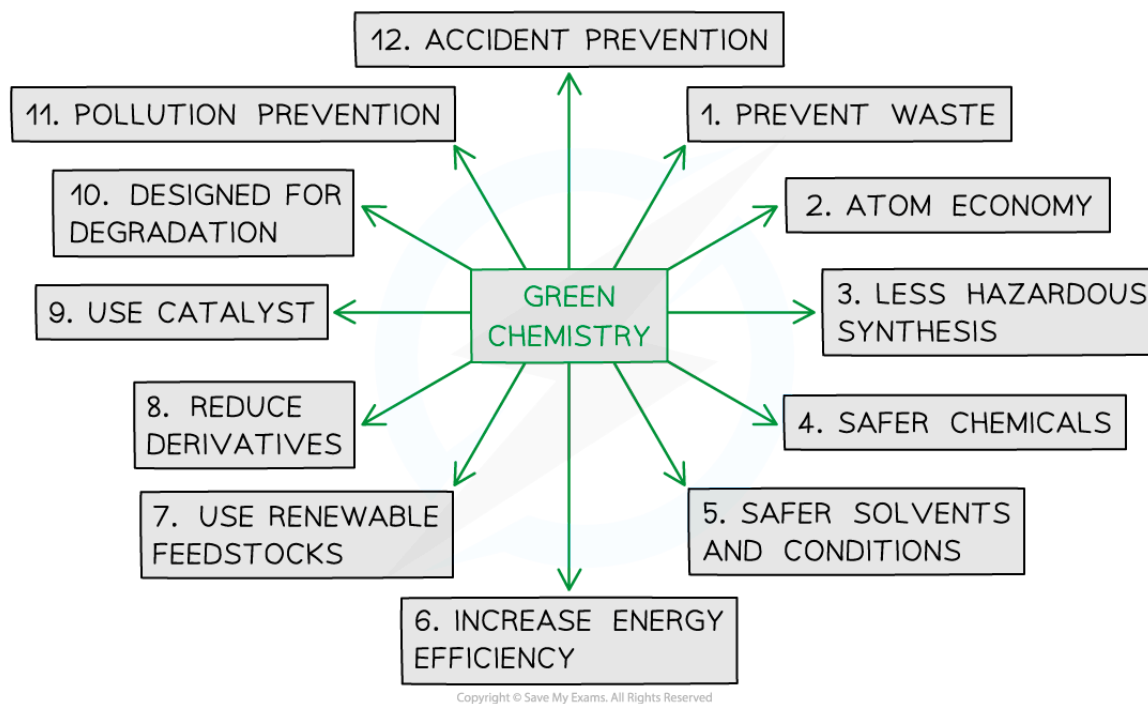 12. ACCIDENT PREVENTION
11. POLLUTION PREVENTION
1. PREVENT WASTE
10. DESIGNED FOR
DEGRADATION
2. ATOM ECONOMY
GREEN
CHEMISTRY
9. USE CATALYST
3. LESS HAZARDOUS
SYNTHESIS
8. REDUCE
DERIVATIVES
4. SAFER CHEMICALS
7. USE RENEWABLE
FEEDSTOCKS
5. SAFER SOLVENTS
AND CONDITIONS
6. INCREASE ENERGY
EFFICIENCY
Copyright © Save My Exams. All Rights Reserved